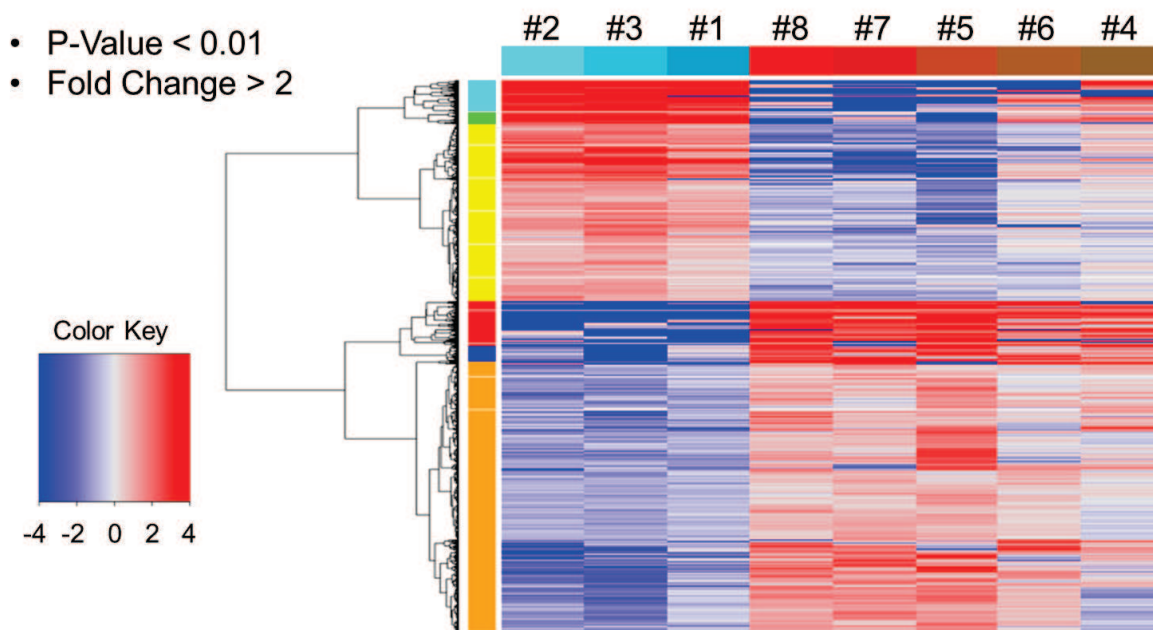 #2 #3 #1 #8 #7 #5 #6 #4
• P-Value < 0.01
• Fold Change > 2
Color Key
-4 -2 0 2 4